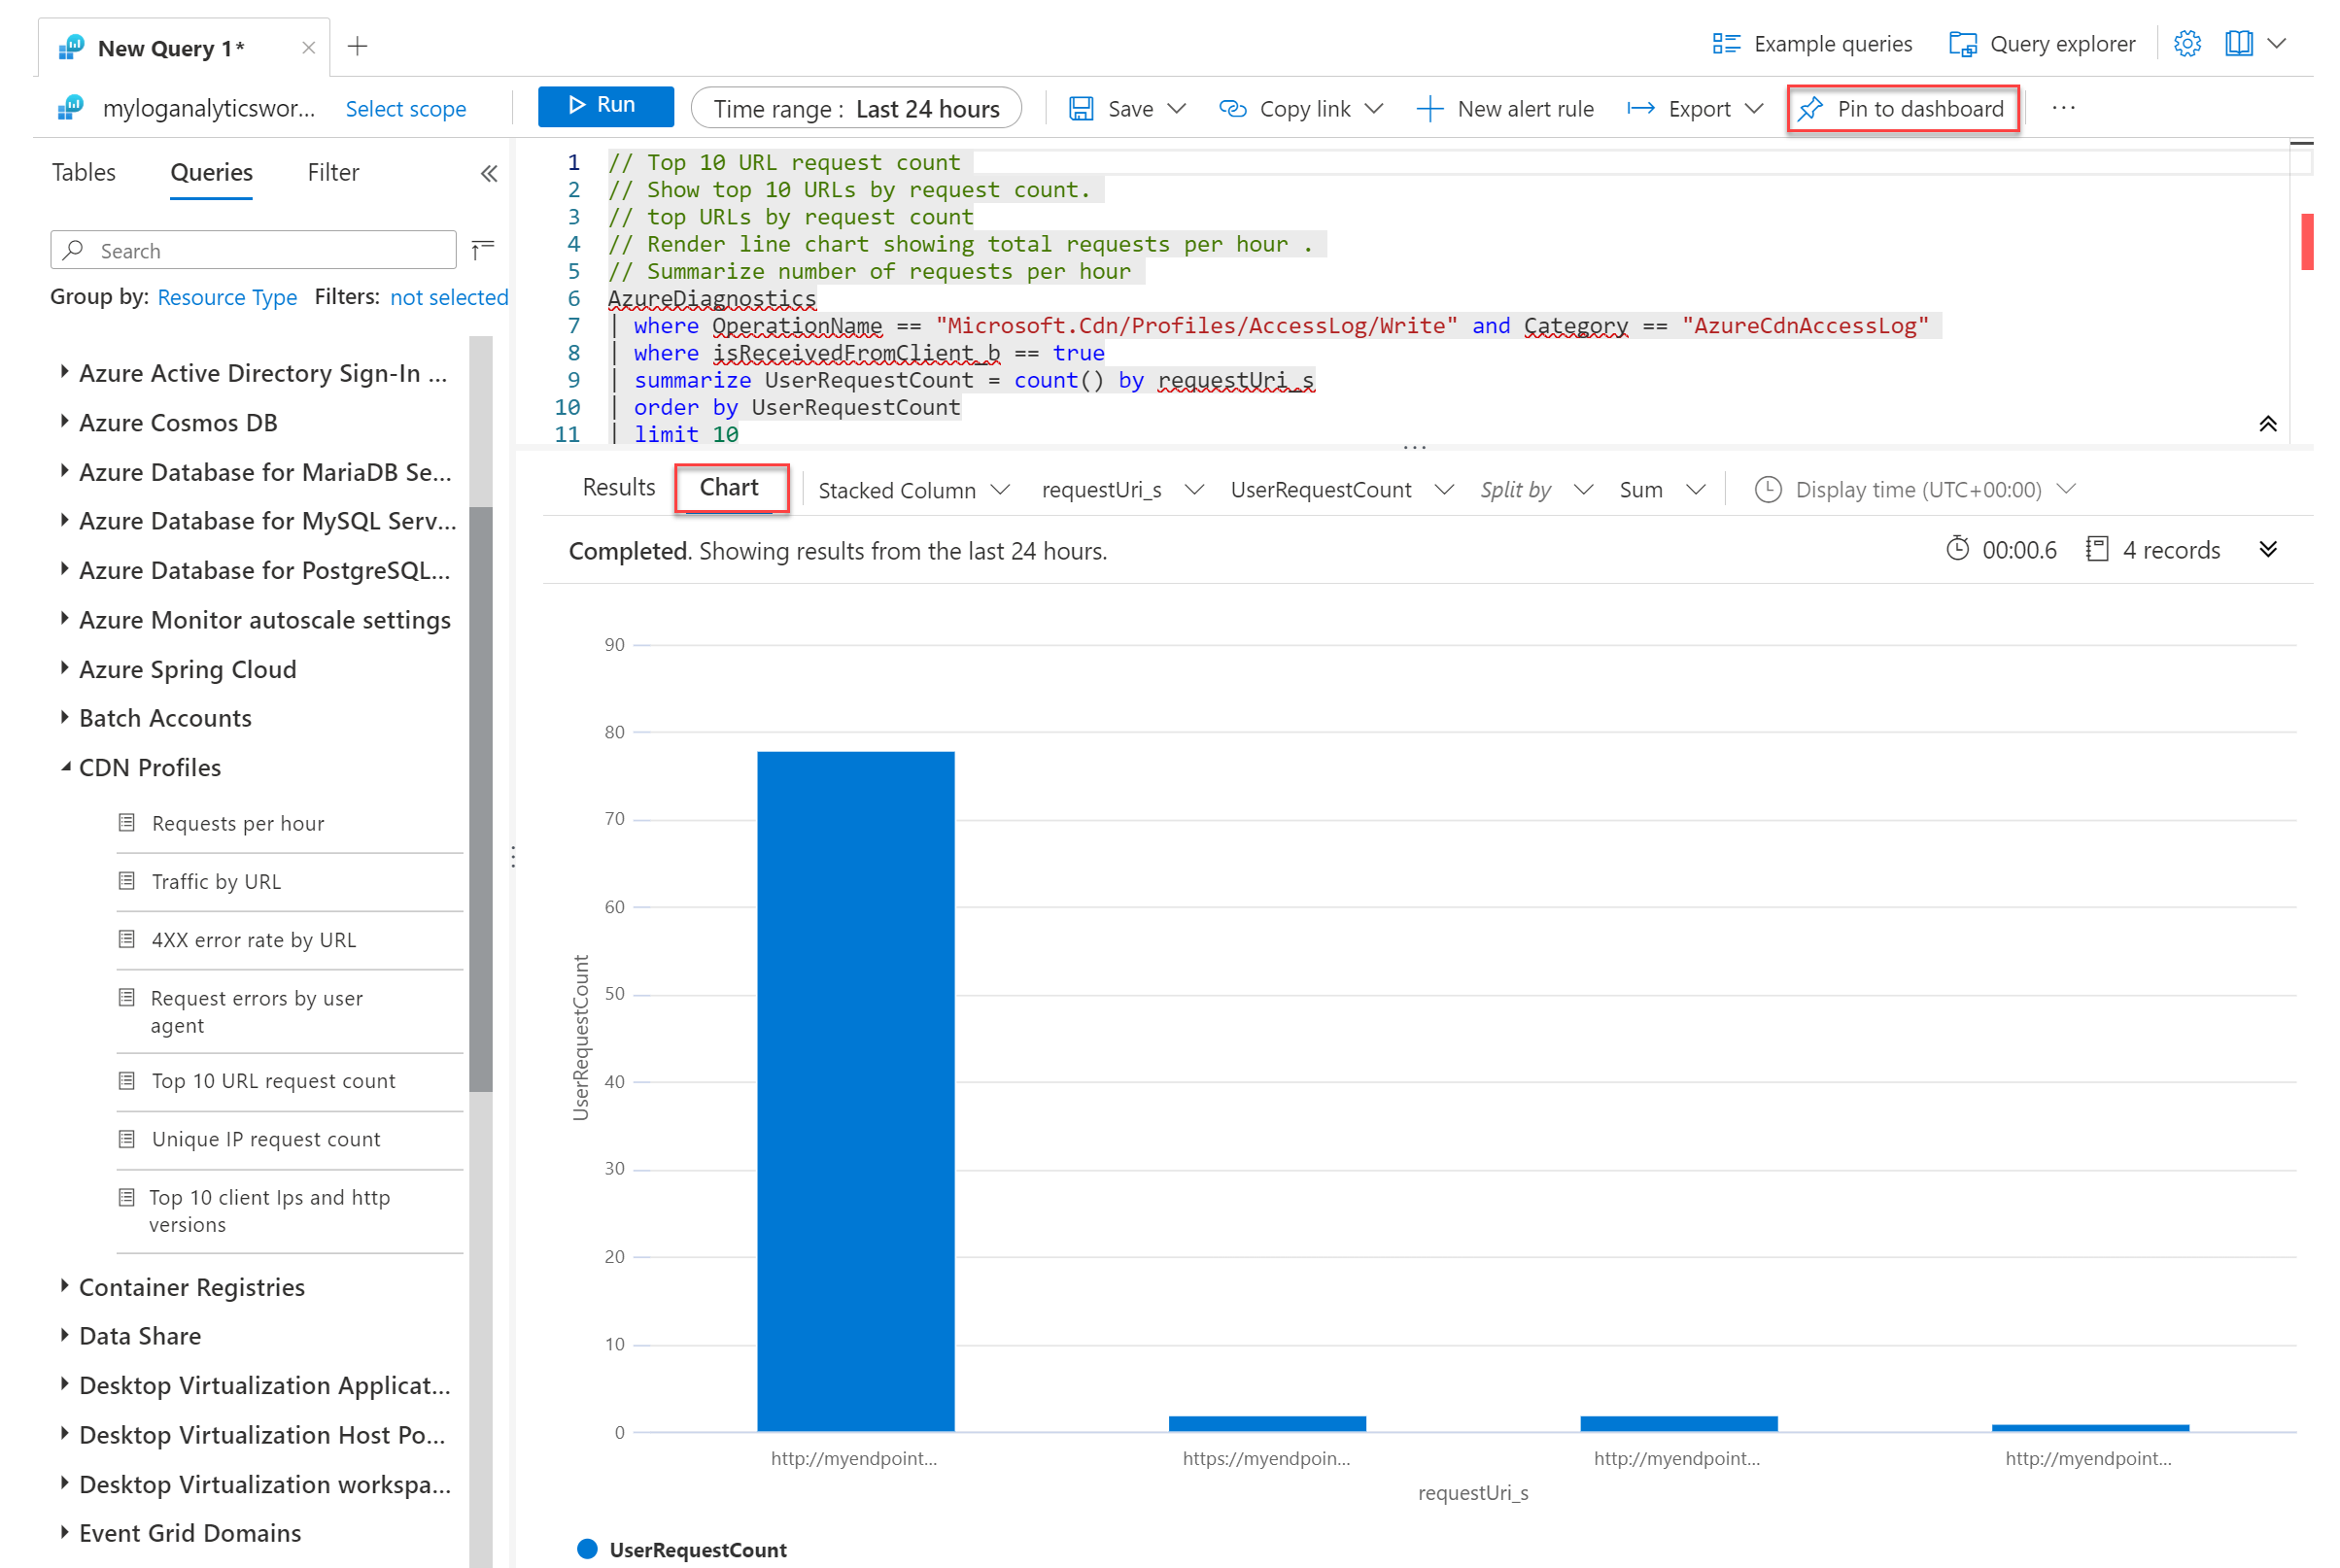 New Query 1*
Example queries
Query explorer
myloganalyticswor...
Select scope
Run
Time range : Last 24 hours
Save
Copy link
New alert rule
Export
Pin to dashboard
...
Tables
Queries
Filter
Search
Group by: Resource Type Filters: not selected
Azure Active Directory Sign-In ...
Azure Cosmos DB
Azure Database for MariaDB Se...
Azure Database for MySQL Serv...
Azure Database for PostgreSQL...
Azure Monitor autoscale settings
Azure Spring Cloud
Batch Accounts
CDN Profiles
Requests per hour
Traffic by URL
4XX error rate by URL
Request errors by user
agent
Top 10 URL request count
Unique IP request count
Top 10 client Ips and http
versions
Container Registries
Data Share
Desktop Virtualization Applicat...
Desktop Virtualization Host Po...
Desktop Virtualization workspa...
Event Grid Domains
1 // Top 10 URL request count
2 // Show top 10 URLs by request count.
3 // top URLs by request count
4 // Render line chart showing total requests per hour .
5 // Summarize number of requests per hour
6 AzureDiagnostics
7 | where OperationName == "Microsoft.Cdn/Profiles/AccessLog/Write" and Category == "AzureCdnAccessLog"
8 | where isReceivedFromClient_b == true
9 | summarize UserRequestCount = count() by requestUri_s
10 | order by UserRequestCount
11 | limit 10
Results
Chart
Stacked Column
requestUri_s
UserRequestCount
Split by
Sum
Display time (UTC+00:00)
Completed. Showing results from the last 24 hours.
00:00.6
4 records
90
80
70
60
50
40
30
20
10
0
UserRequestCount
http://myendpoint...
https://myendpoin...
http://myendpoint...
http://myendpoint...
requestUri_s
UserRequestCount